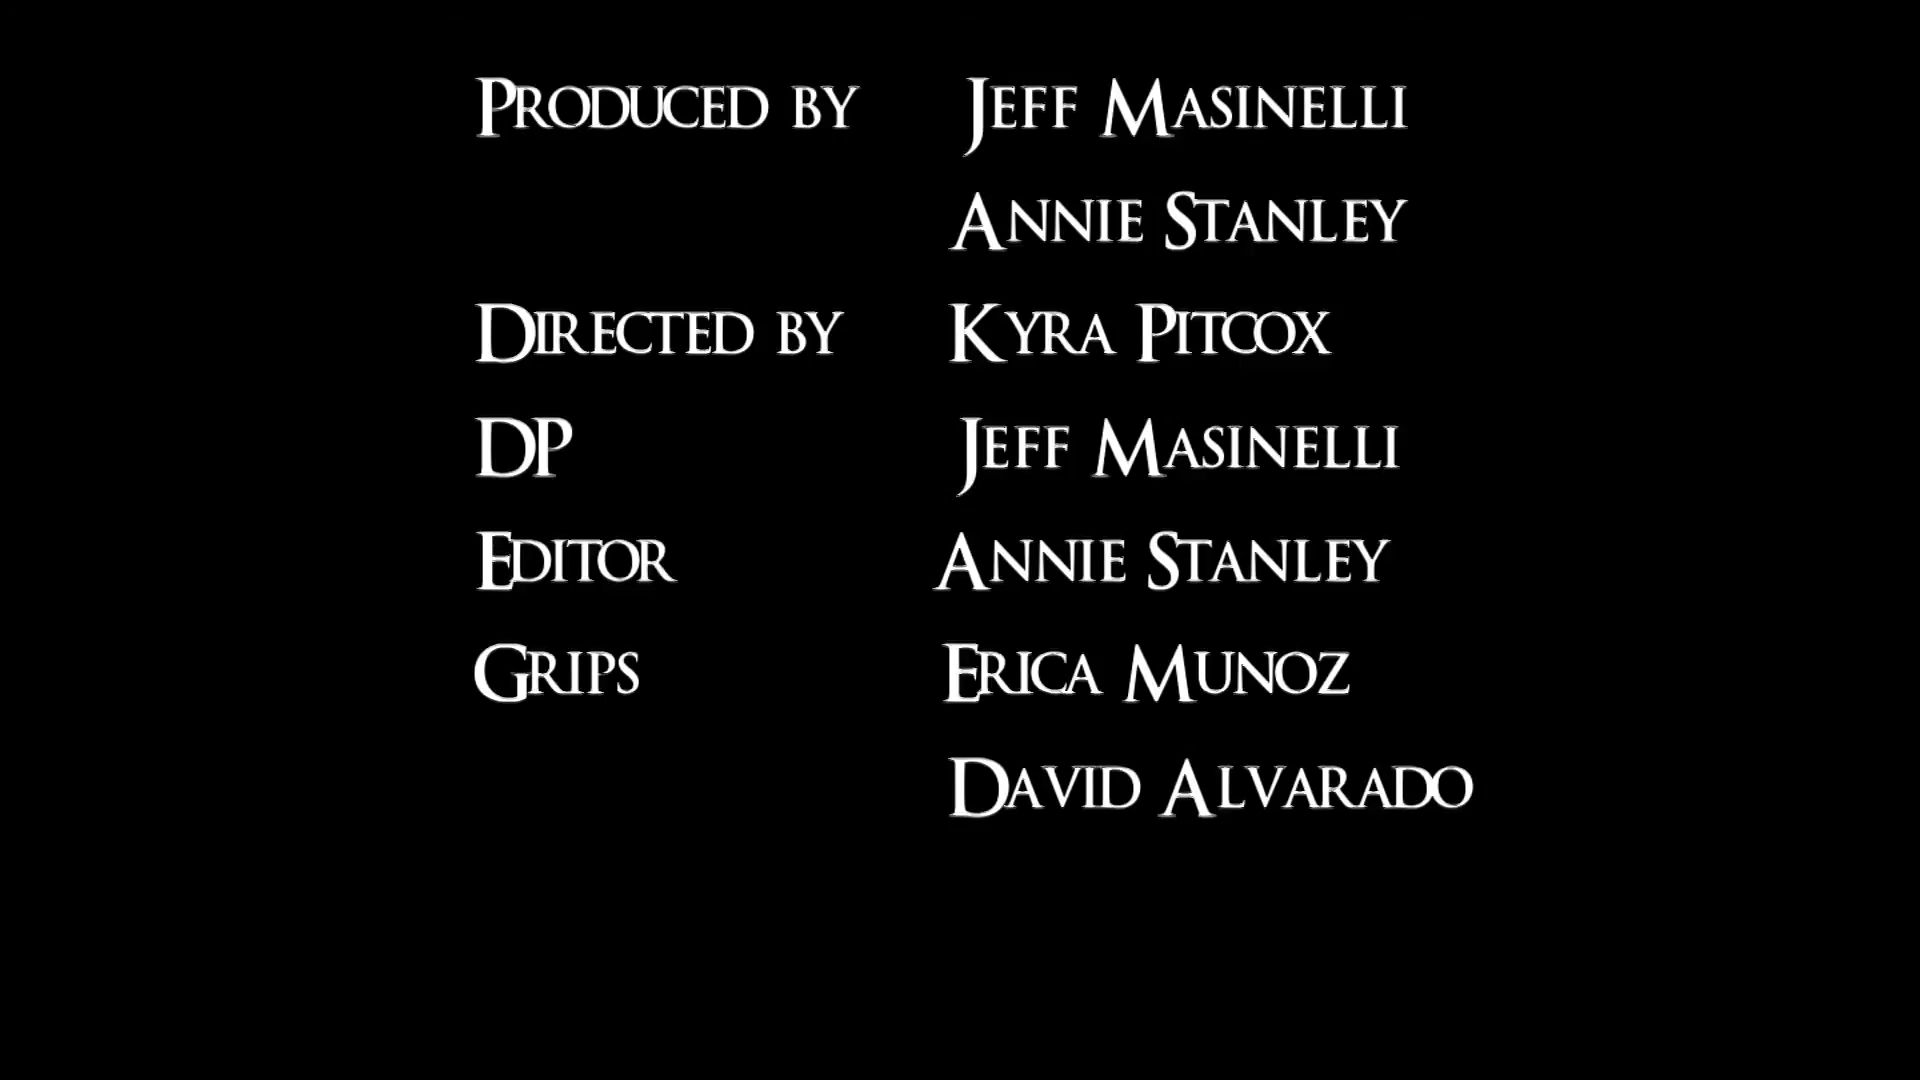 Produced by Jeff Masinelli
Annie Stanley
Directed by Kyra Pitcox
DP Jeff Masinelli
Editor Annie Stanley
Grips Erica Munoz
David Alvarado